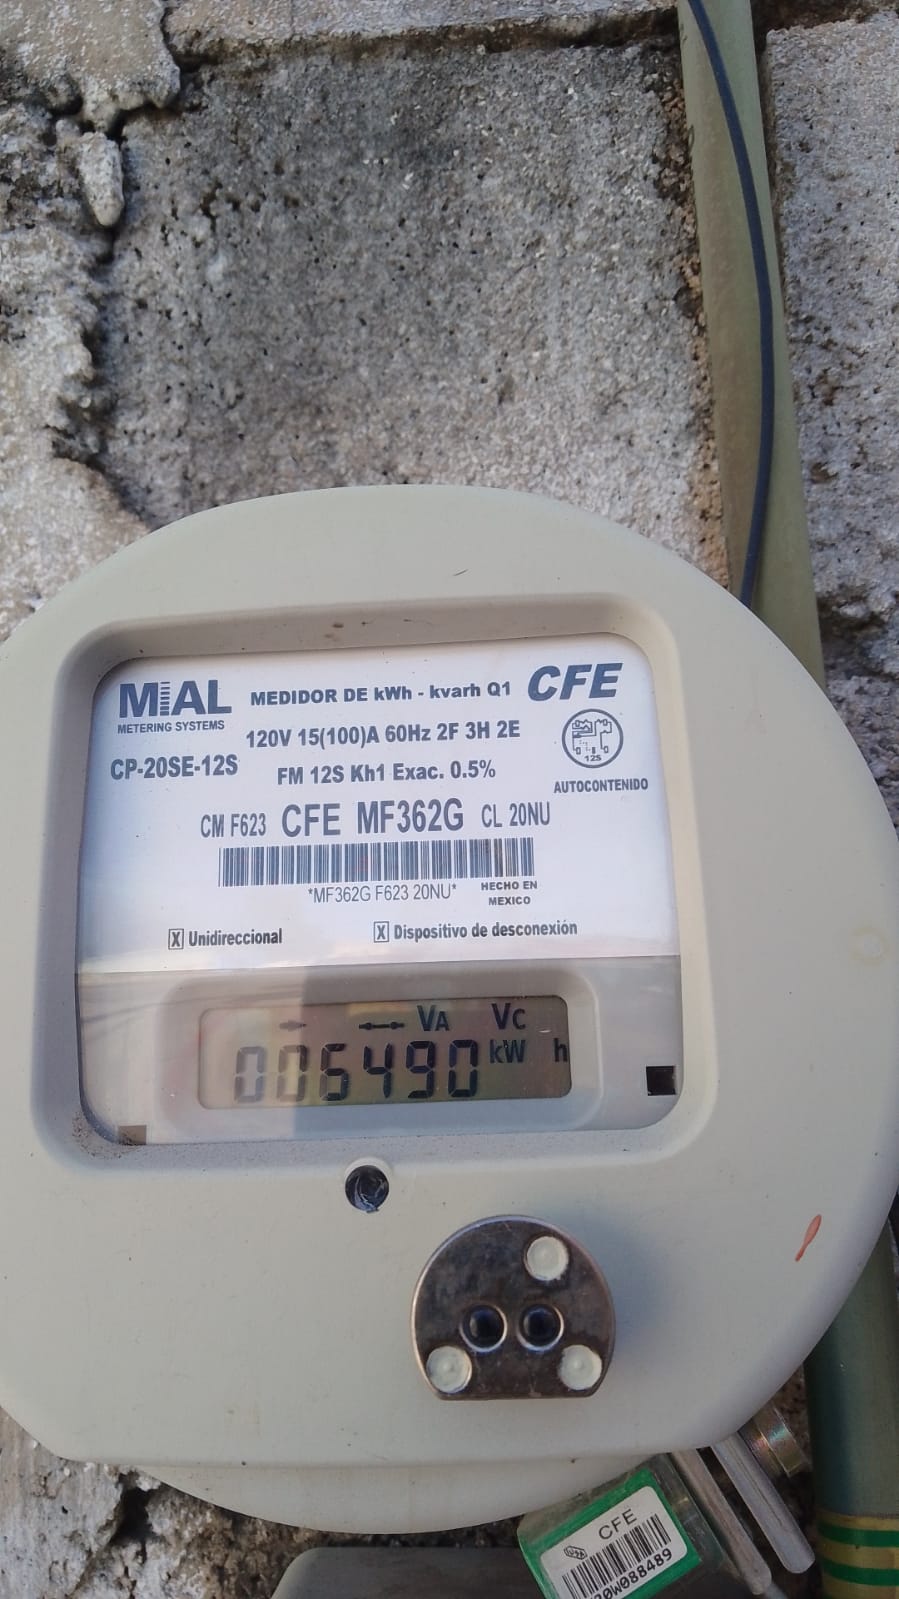 MIAL
METERING SYSTEMS
MEDIDOR DE kWh - kvarh Q1
CFE
120V 15(100)A 60Hz 2F 3H 2E
12S
CP-20SE-12S
FM 12S Kh1 Exac. 0.5%
AUTOCONTENIDO
CM F623 CFE MF362G CL 20NU
*MF362G F623 20NU*
HECHO EN
MEXICO
X Unidireccional
X Dispositivo de desconexión
VA VC
006490 kW h
CFE
20W088489